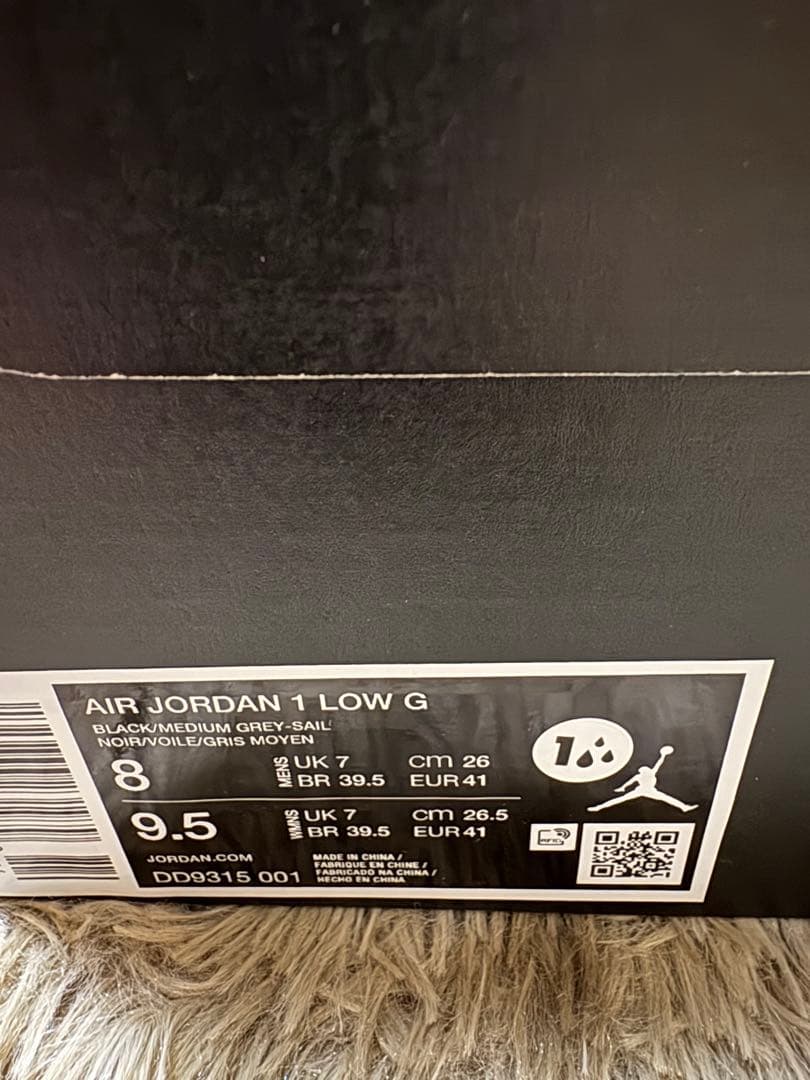 AIR JORDAN 1 LOW G
BLACK/MEDIUM GREY-SAIL
NOIR/VOILE/GRIS MOYEN
8 MENS UK 7 cm 26
BR 39.5 EUR 41
9.5 WMNS UK 7 cm 26.5
BR 39.5 EUR 41
JORDAN.COM
DD9315 001
MADE IN CHINA /
FABRIQUE EN CHINE /
FABRICADO NA CHINA /
HECHO EN CHINA
1
RFID